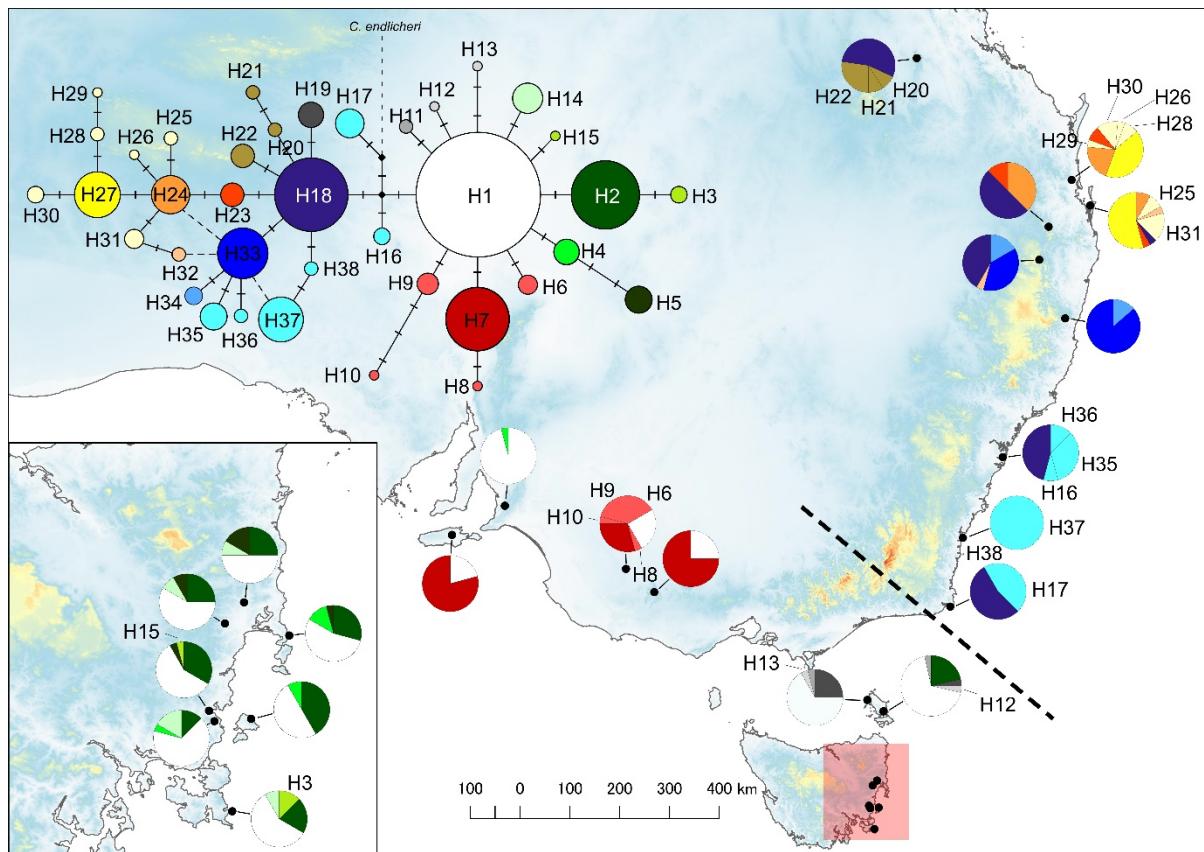 C. endlicheri
H13
H12
H11
H14
H15
H21
H19
H17
H29
H28
H26
H25
H22
H20
H27
H24
H23
H18
H1
H2
H3
H30
H31
H32
H33
H38
H16
H4
H5
H9
H6
H7
H34
H35
H36
H37
H10
H8
H22
H21
H20
H30
H26
H28
H29
H25
H31
H36
H35
H16
H37
H38
H17
H9
H6
H10
H8
H13
H12
H15
H3
100 0 100 200 300 400 km